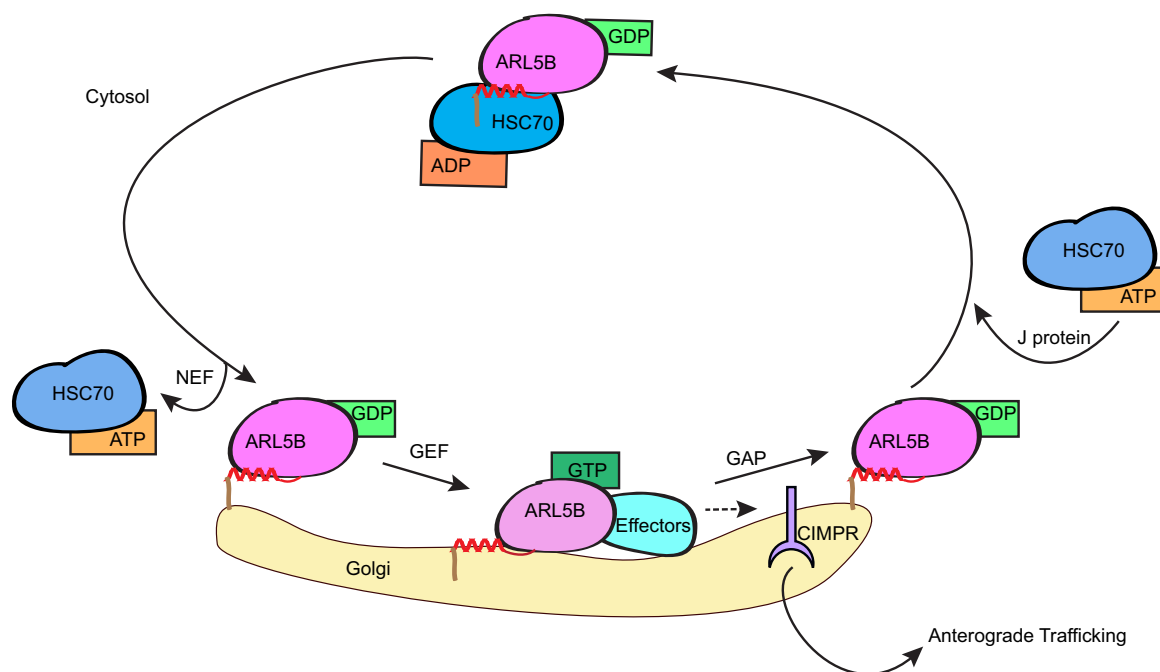 GDP
ARL5B
Cytosol
HSC70
ADP
HSC70
ATP
J protein
NEF
HSC70
ATP
GDP
ARL5B
GEF
GTP
ARL5B
Effectors
GAP
GDP
ARL5B
CIMPR
Golgi
Anterograde Trafficking